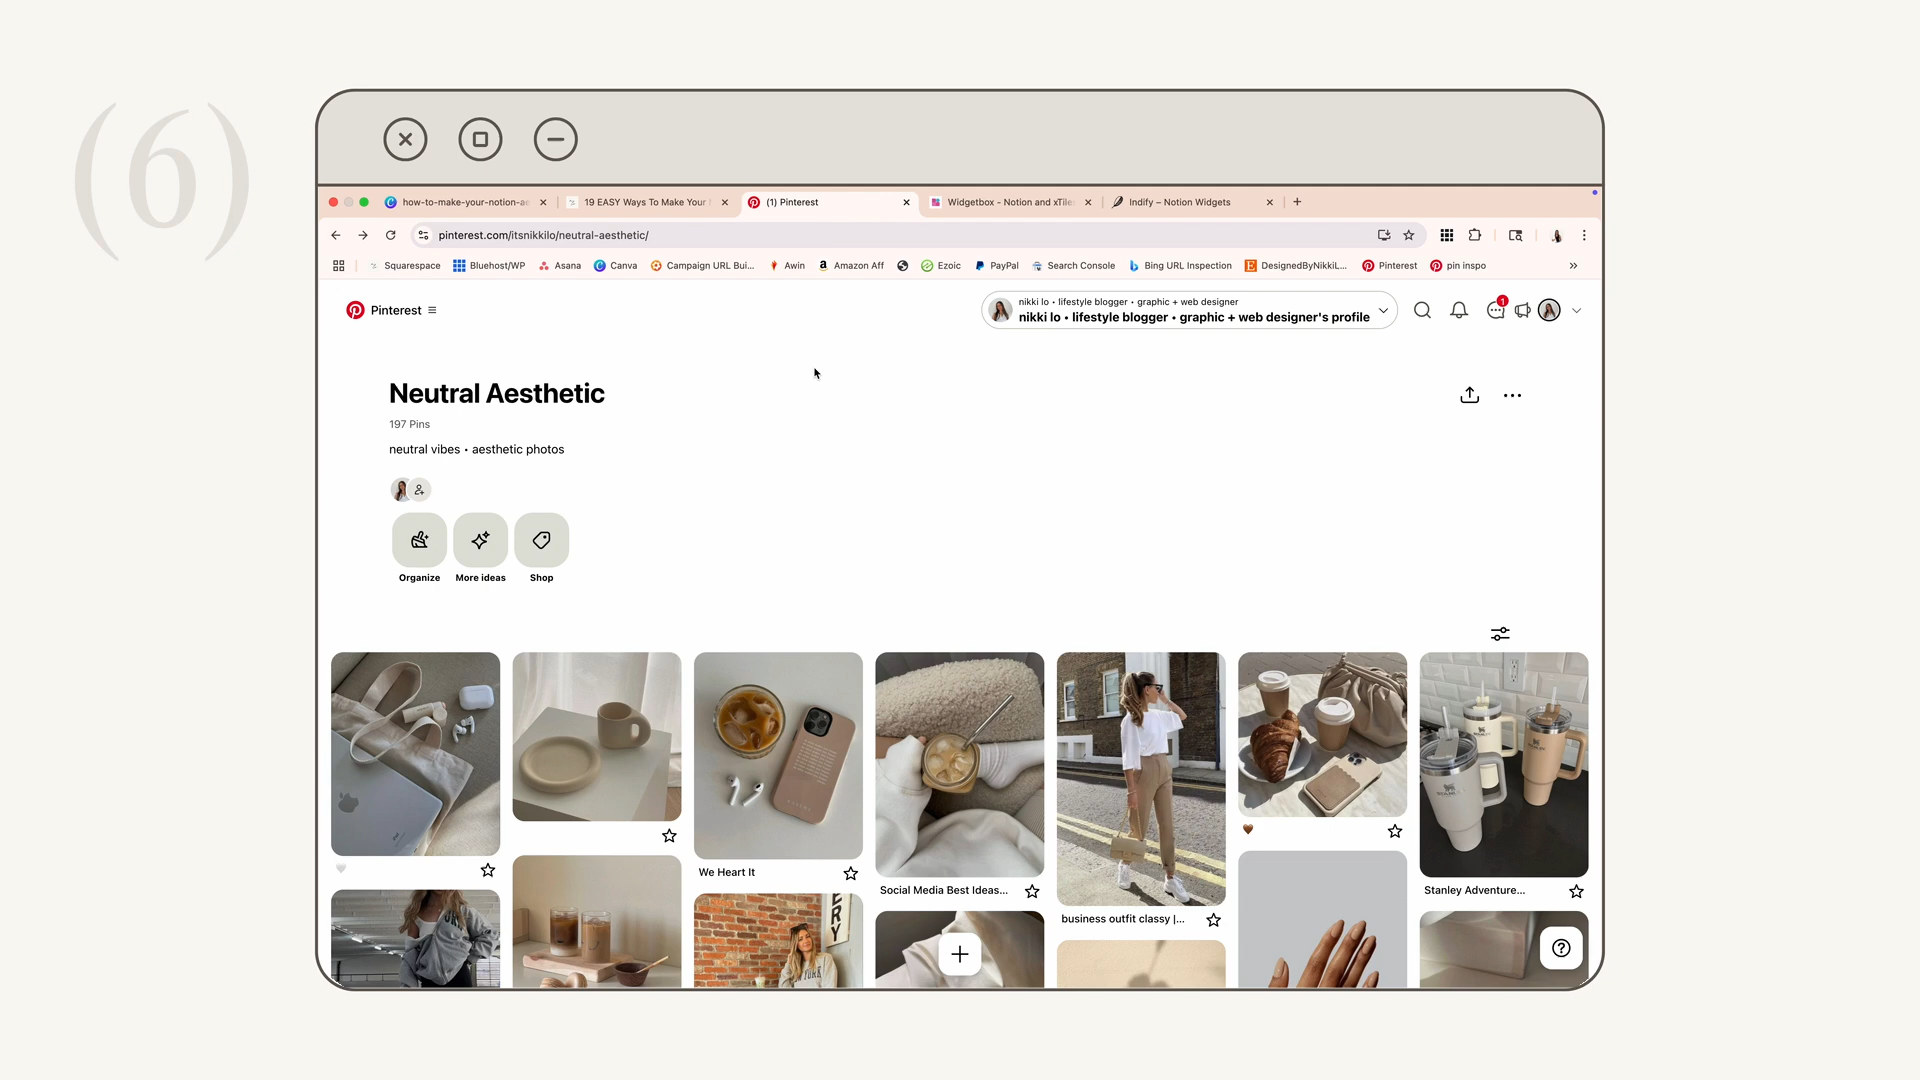 (6)
how-to-make-your-notion-ae
19 EASY Ways To Make Your
(1) Pinterest
Widgetbox - Notion and xTile
Indify – Notion Widgets
pinterest.com/itsnikkilo/neutral-aesthetic/
Squarespace
Bluehost/WP
Asana
Canva
Campaign URL Bui...
Awin
Amazon Aff
Ezoic
PayPal
Search Console
Bing URL Inspection
DesignedByNikkiL...
Pinterest
pin inspo
Pinterest
nikki lo • lifestyle blogger • graphic + web designer
nikki lo • lifestyle blogger • graphic + web designer's profile
1
Neutral Aesthetic
197 Pins
neutral vibes • aesthetic photos
Organize
More ideas
Shop
We Heart It
Social Media Best Ideas...
business outfit classy |...
Stanley Adventure...